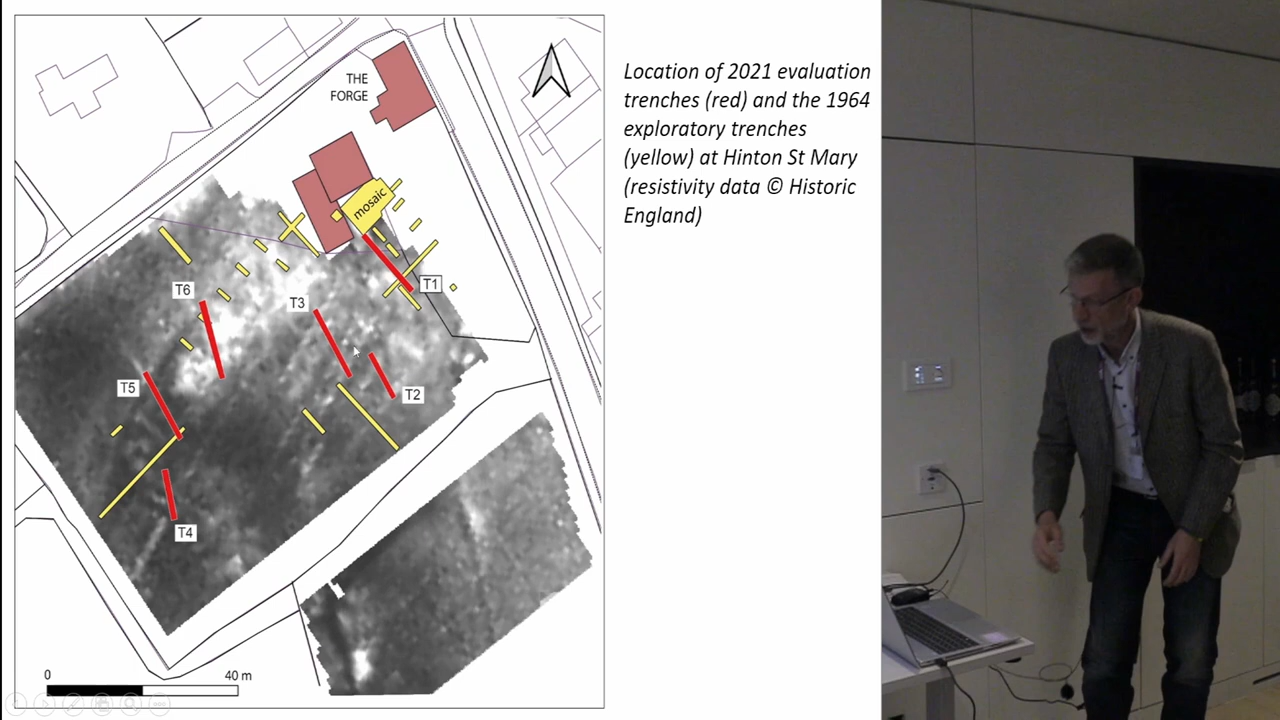 THE
FORGE
mosaic
T1
T6
T3
T5
T2
T4
0
40 m
Location of 2021 evaluation
trenches (red) and the 1964
exploratory trenches
(yellow) at Hinton St Mary
(resistivity data © Historic
England)